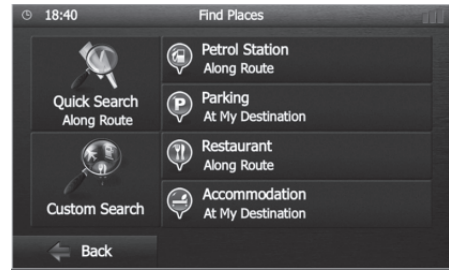 18:40 Find Places
Quick Search
Along Route
Custom Search
Petrol Station
Along Route
P Parking
At My Destination
Restaurant
Along Route
Accommodation
At My Destination
Back